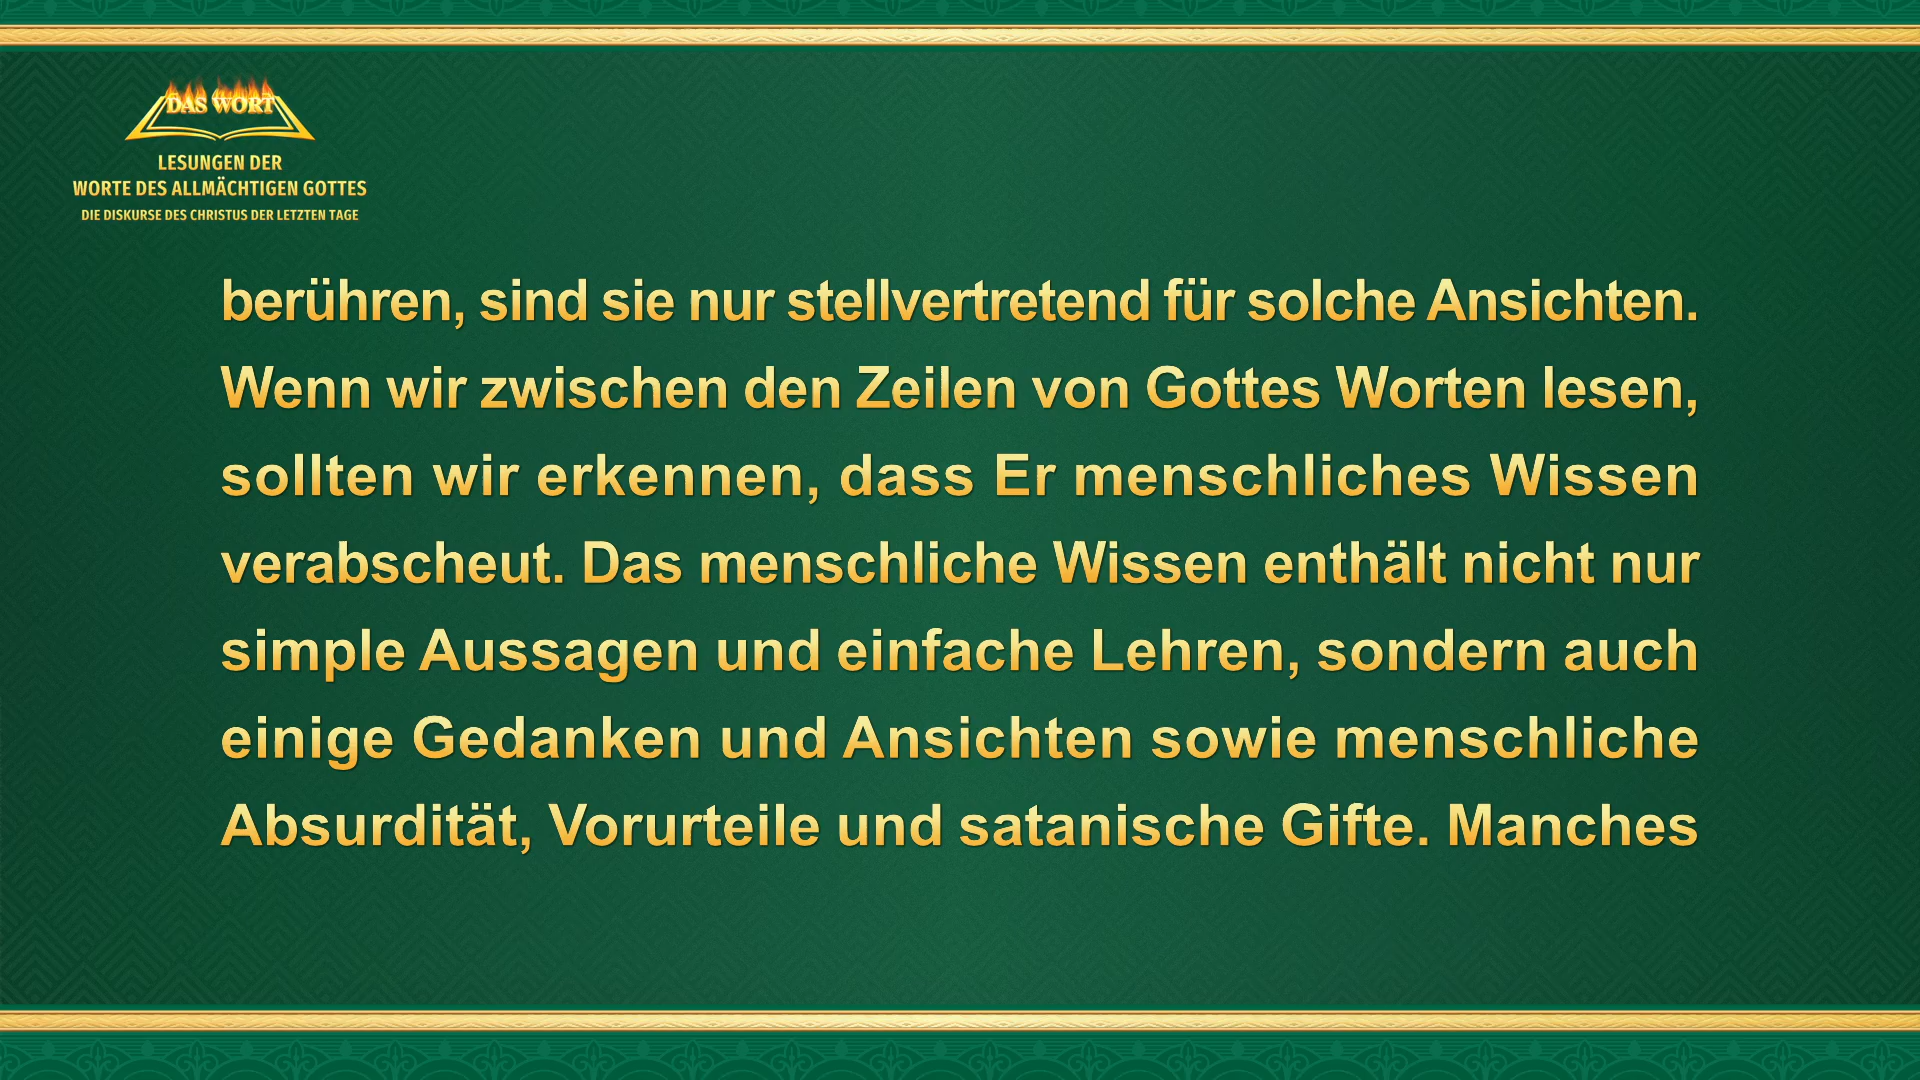 DAS WORT
LESUNGEN DER
WORTE DES ALLMÄCHTIGEN GOTTES
DIE DISKURSE DES CHRISTUS DER LETZTEN TAGE
berühren, sind sie nur stellvertretend für solche Ansichten.
Wenn wir zwischen den Zeilen von Gottes Worten lesen,
sollten wir erkennen, dass Er menschliches Wissen
verabscheut. Das menschliche Wissen enthält nicht nur
simple Aussagen und einfache Lehren, sondern auch
einige Gedanken und Ansichten sowie menschliche
Absurdität, Vorurteile und satanische Gifte. Manches